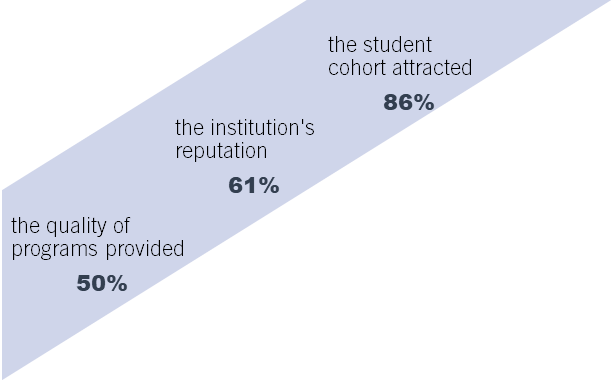 the student
cohort attracted
86%
the institution's
reputation
61%
the quality of
programs provided
50%